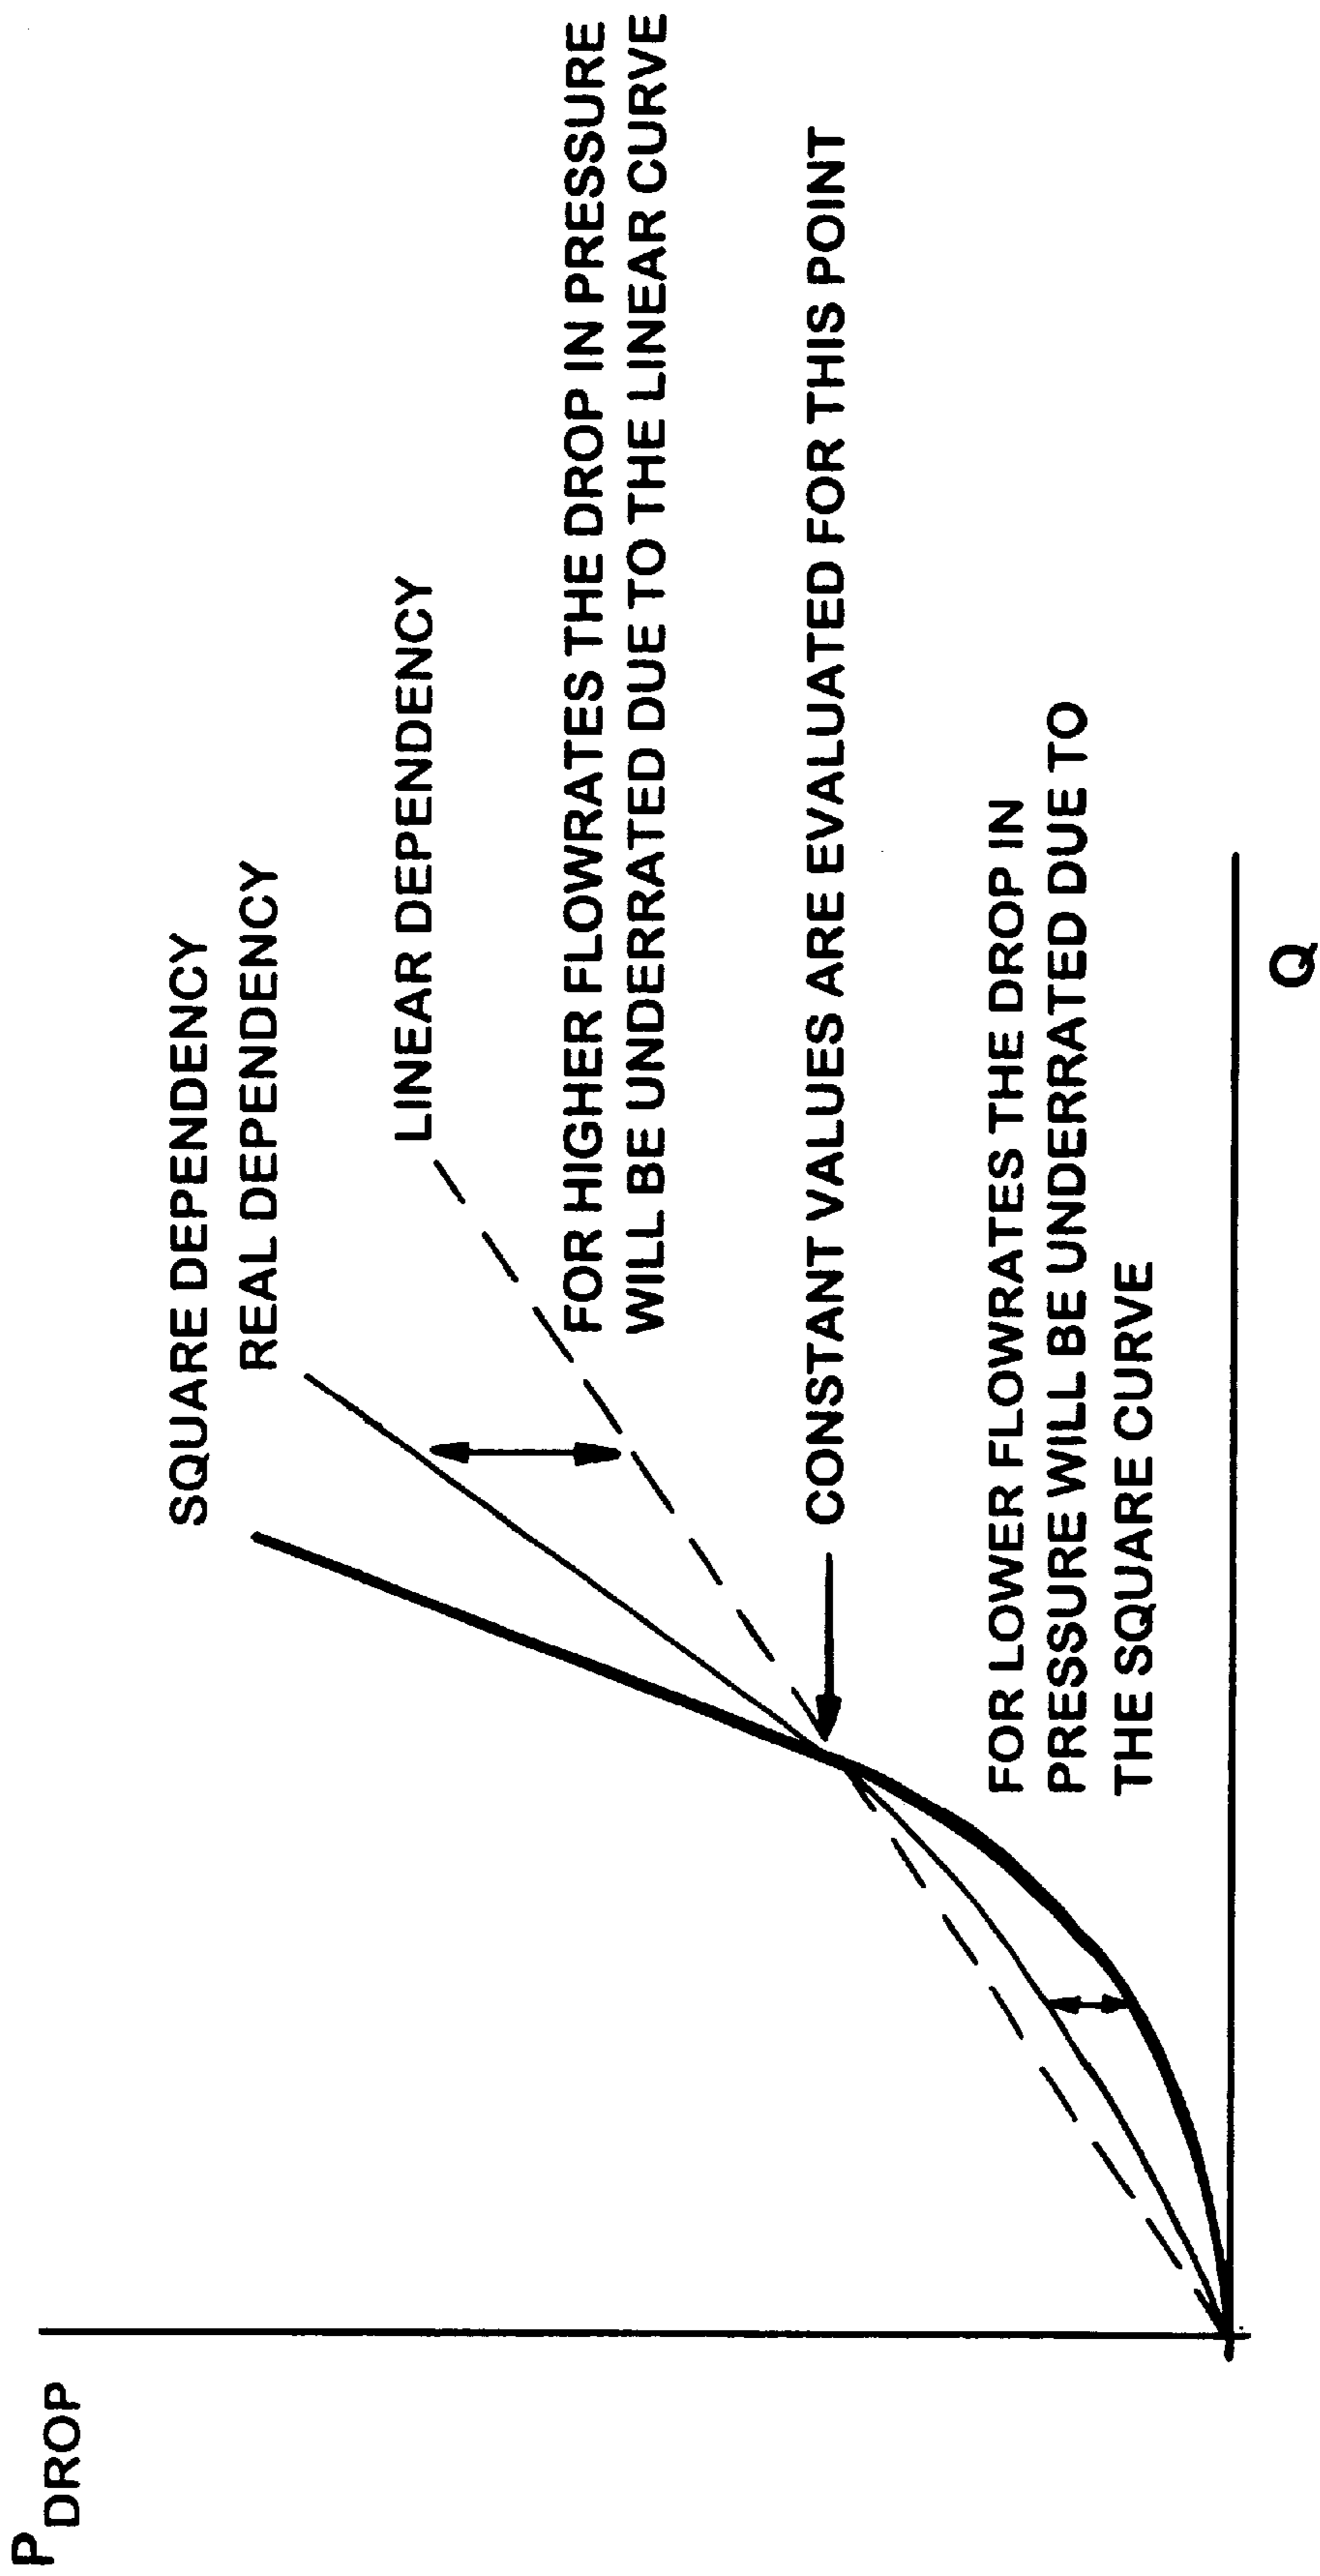 P DROP
SQUARE DEPENDENCY
REAL DEPENDENCY
LINEAR DEPENDENCY
FOR HIGHER FLOWRATES THE DROP IN PRESSURE
WILL BE UNDERRATED DUE TO THE LINEAR CURVE
CONSTANT VALUES ARE EVALUATED FOR THIS POINT
FOR LOWER FLOWRATES THE DROP IN
PRESSURE WILL BE UNDERRATED DUE TO
THE SQUARE CURVE
Q